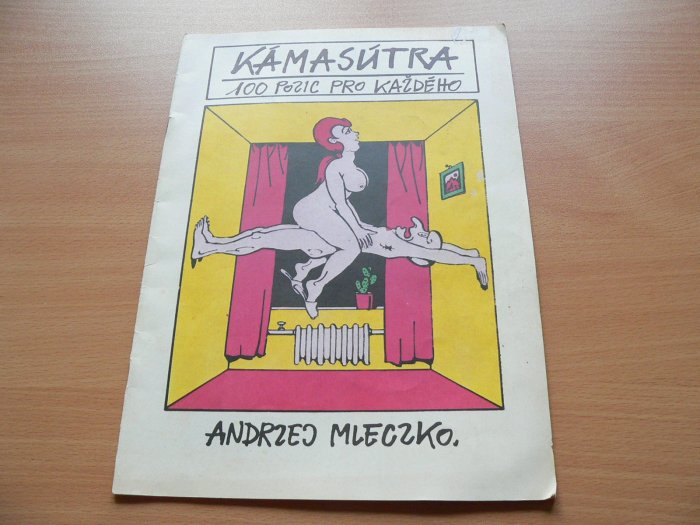 KÁMASÚTRA
100 POZIC PRO KAŽDÉHO
ANDRZEJ MLECZKO.